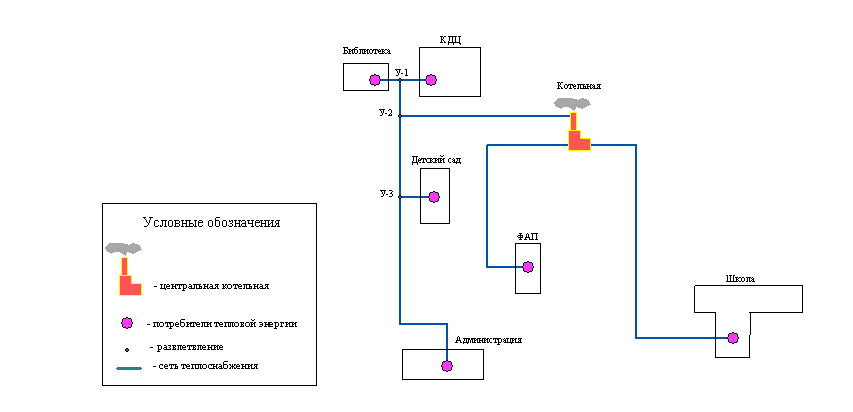 КДЦ
Библиотека
У-1
Котельная
У-2
Детский сад
У-3
Условные обозначения
ФАП
Школа
- центральная котельная
- потребители тепловой энергии
Администрация
- разветвление
- сеть теплоснабжения